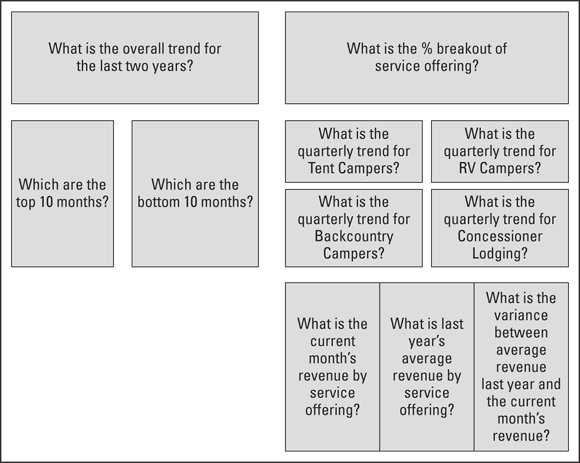 What is the overall trend for
the last two years?
What is the % breakout of
service offering?
Which are the
top 10 months?
Which are the
bottom 10 months?
What is the
quarterly trend for
Tent Campers?
What is the
quarterly trend for
RV Campers?
What is the
quarterly trend for
Backcountry
Campers?
What is the
quarterly trend for
Concessioner
Lodging?
What is the
current
month's
revenue by
service
offering?
What is last
year's
average
revenue by
service
offering?
What is the
variance
between
average
revenue
last year and
the current
month's
revenue?